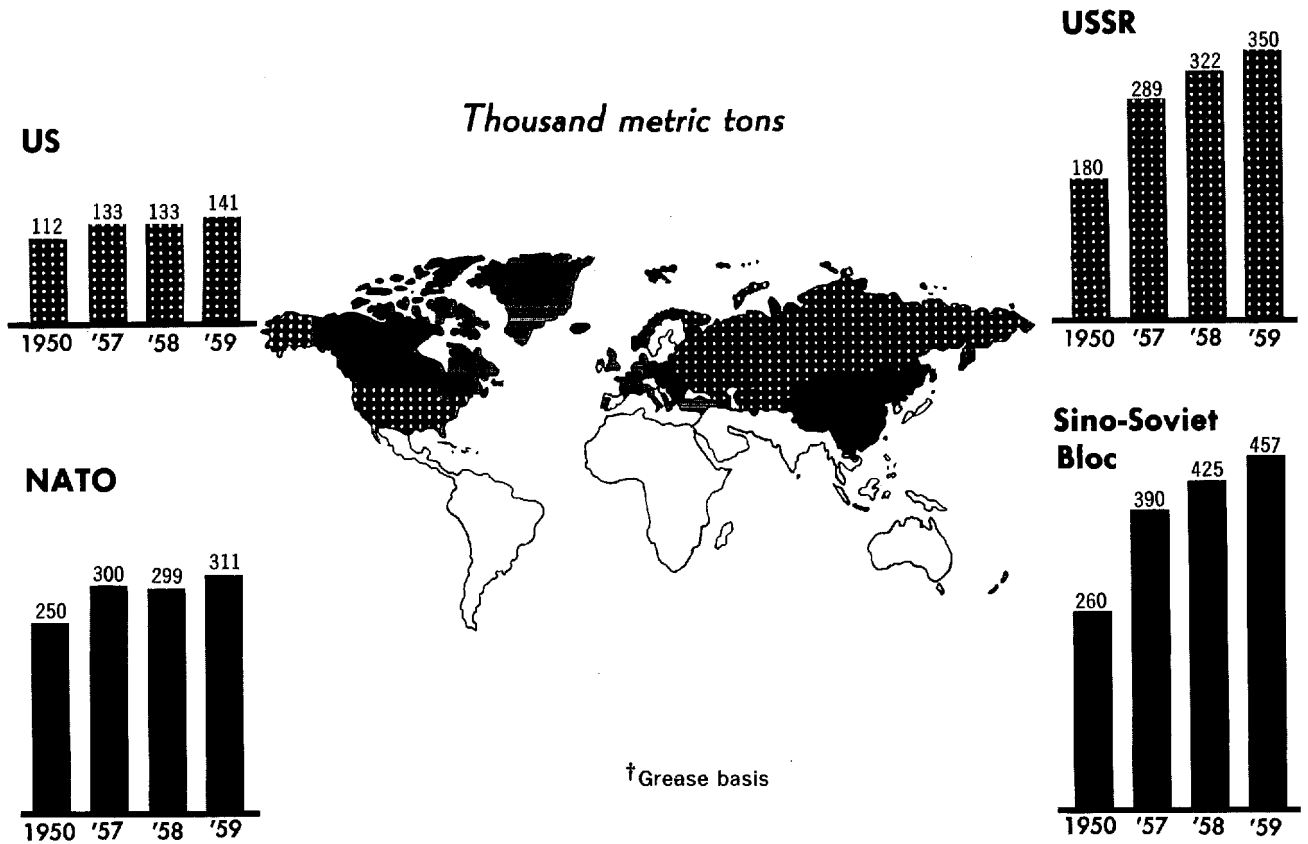 US
112 133 133 141
1950 '57 '58 '59
Thousand metric tons
USSR
180 289 322 350
1950 '57 '58 '59
NATO
250 300 299 311
1950 '57 '58 '59
†Grease basis
Sino-Soviet
Bloc
260 390 425 457
1950 '57 '58 '59